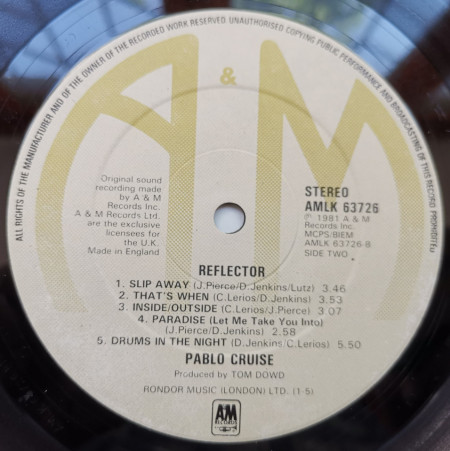 ALL RIGHTS OF THE MANUFACTURER AND OF THE OWNER OF THE RECORDED WORK RESERVED. UNAUTHORISED COPYING PUBLIC PERFORMANCE AND BROADCASTING OF THIS RECORD PROHIBITED
A & M
Original sound
recording made
by A & M
Records Inc.
A & M Records Ltd.
are the exclusive
licensees for
the U.K.
Made in England
STEREO
AMLK 63726
℗ 1981 A & M
Records Inc.
MCPS/BIEM
AMLK 63726-B
SIDE TWO
REFLECTOR
1. SLIP AWAY (J.Pierce/D.Jenkins/Lutz) 3.46
2. THAT'S WHEN (C.Lerios/D.Jenkins) 3.53
3. INSIDE/OUTSIDE (C.Lerios/J.Pierce) 3 07
4. PARADISE (Let Me Take You Into)
(J.Pierce/D.Jenkins) 2.58
5. DRUMS IN THE NIGHT (D.Jenkins/C.Lerios) 5.50
PABLO CRUISE
Produced by TOM DOWD
RONDOR MUSIC (LONDON) LTD. (1-5)
A&M
RECORDS